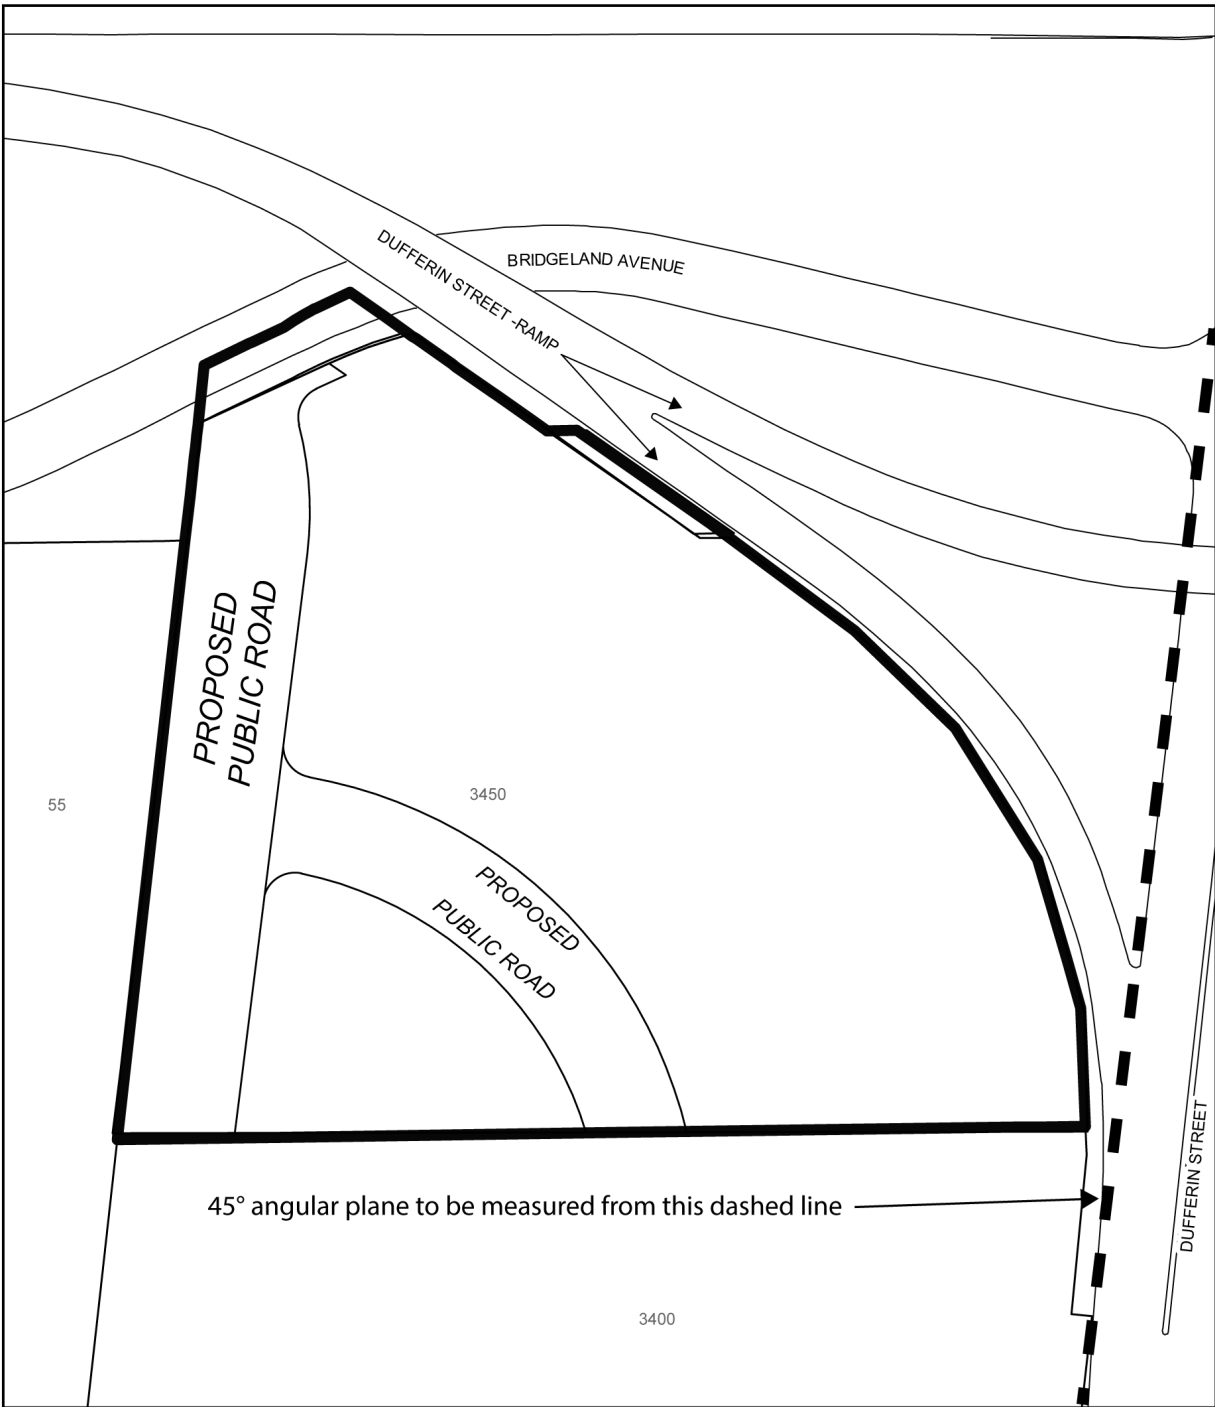 DUFFERIN STREET -RAMP
BRIDGELAND AVENUE
PROPOSED
PUBLIC ROAD
55
3450
PROPOSED
PUBLIC ROAD
DUFFERIN STREET
45° angular plane to be measured from this dashed line
3400